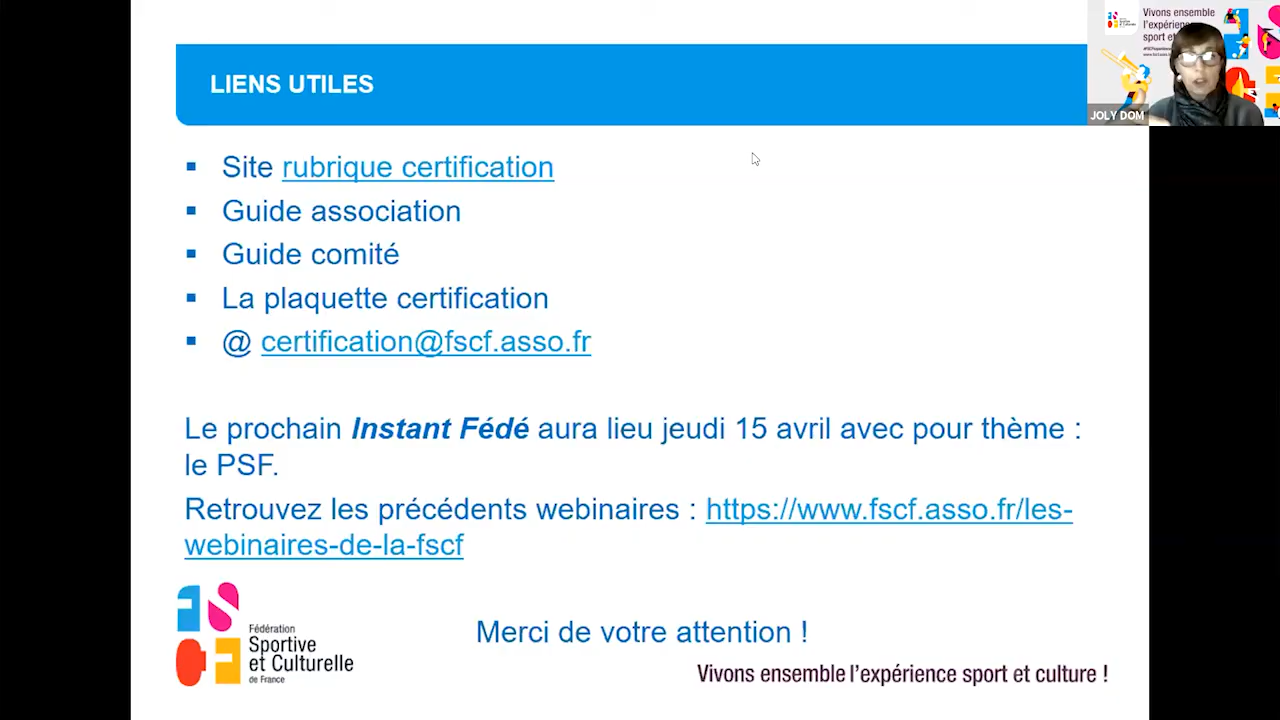 LIENS UTILES
Vivons ensemble
l'expérience
sport et
JOLY DOM
▪ Site rubrique certification
▪ Guide association
▪ Guide comité
▪ La plaquette certification
▪ @ certification@fscf.asso.fr
Le prochain Instant Fédé aura lieu jeudi 15 avril avec pour thème :
le PSF.
Retrouvez les précédents webinaires : https://www.fscf.asso.fr/les-
webinaires-de-la-fscf
FSCF
Fédération
Sportive
et Culturelle
de France
Merci de votre attention !
Vivons ensemble l'expérience sport et culture !